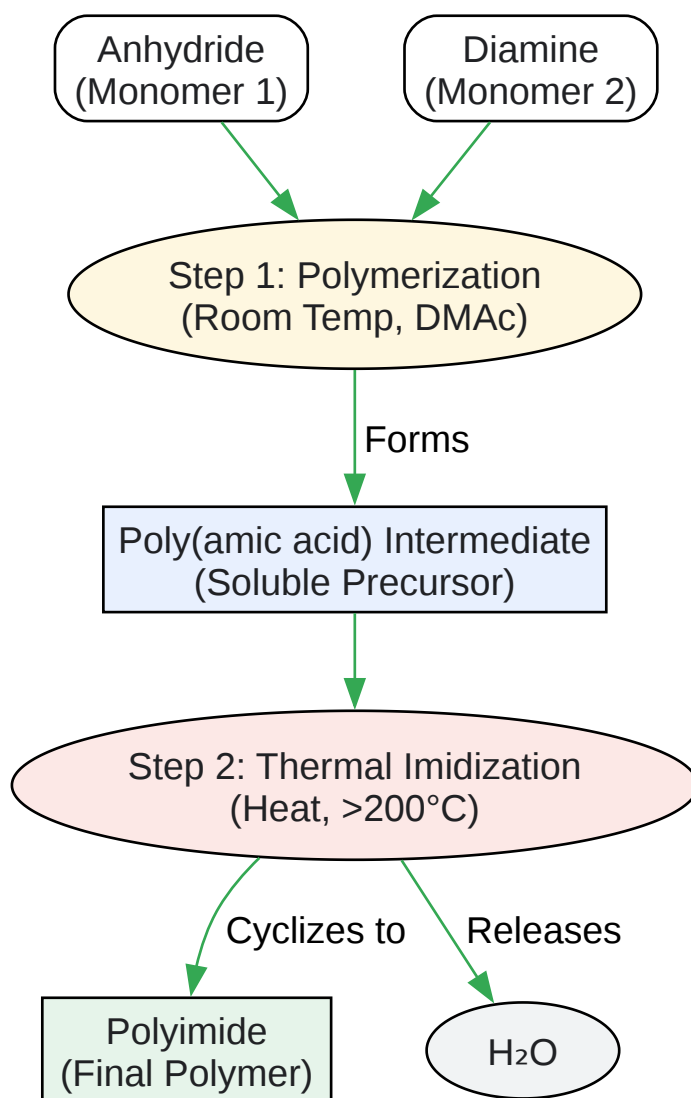 Anhydride
(Monomer 1)
Diamine
(Monomer 2)
Step 1: Polymerization
(Room Temp, DMAc)
Forms
Poly(amic acid) Intermediate
(Soluble Precursor)
Step 2: Thermal Imidization
(Heat, >200°C)
Cyclizes to
Releases
Polyimide
(Final Polymer)
H₂O